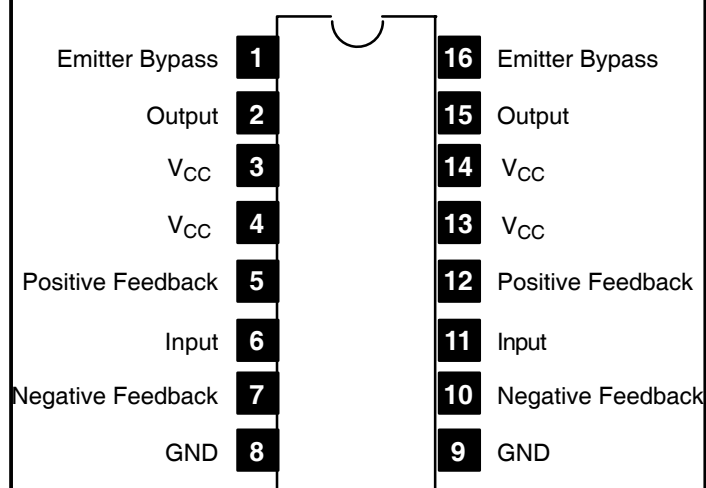 Emitter Bypass 1 16 Emitter Bypass
Output 2 15 Output
VCC 3 14 VCC
VCC 4 13 VCC
Positive Feedback 5 12 Positive Feedback
Input 6 11 Input
Negative Feedback 7 10 Negative Feedback
GND 8 9 GND